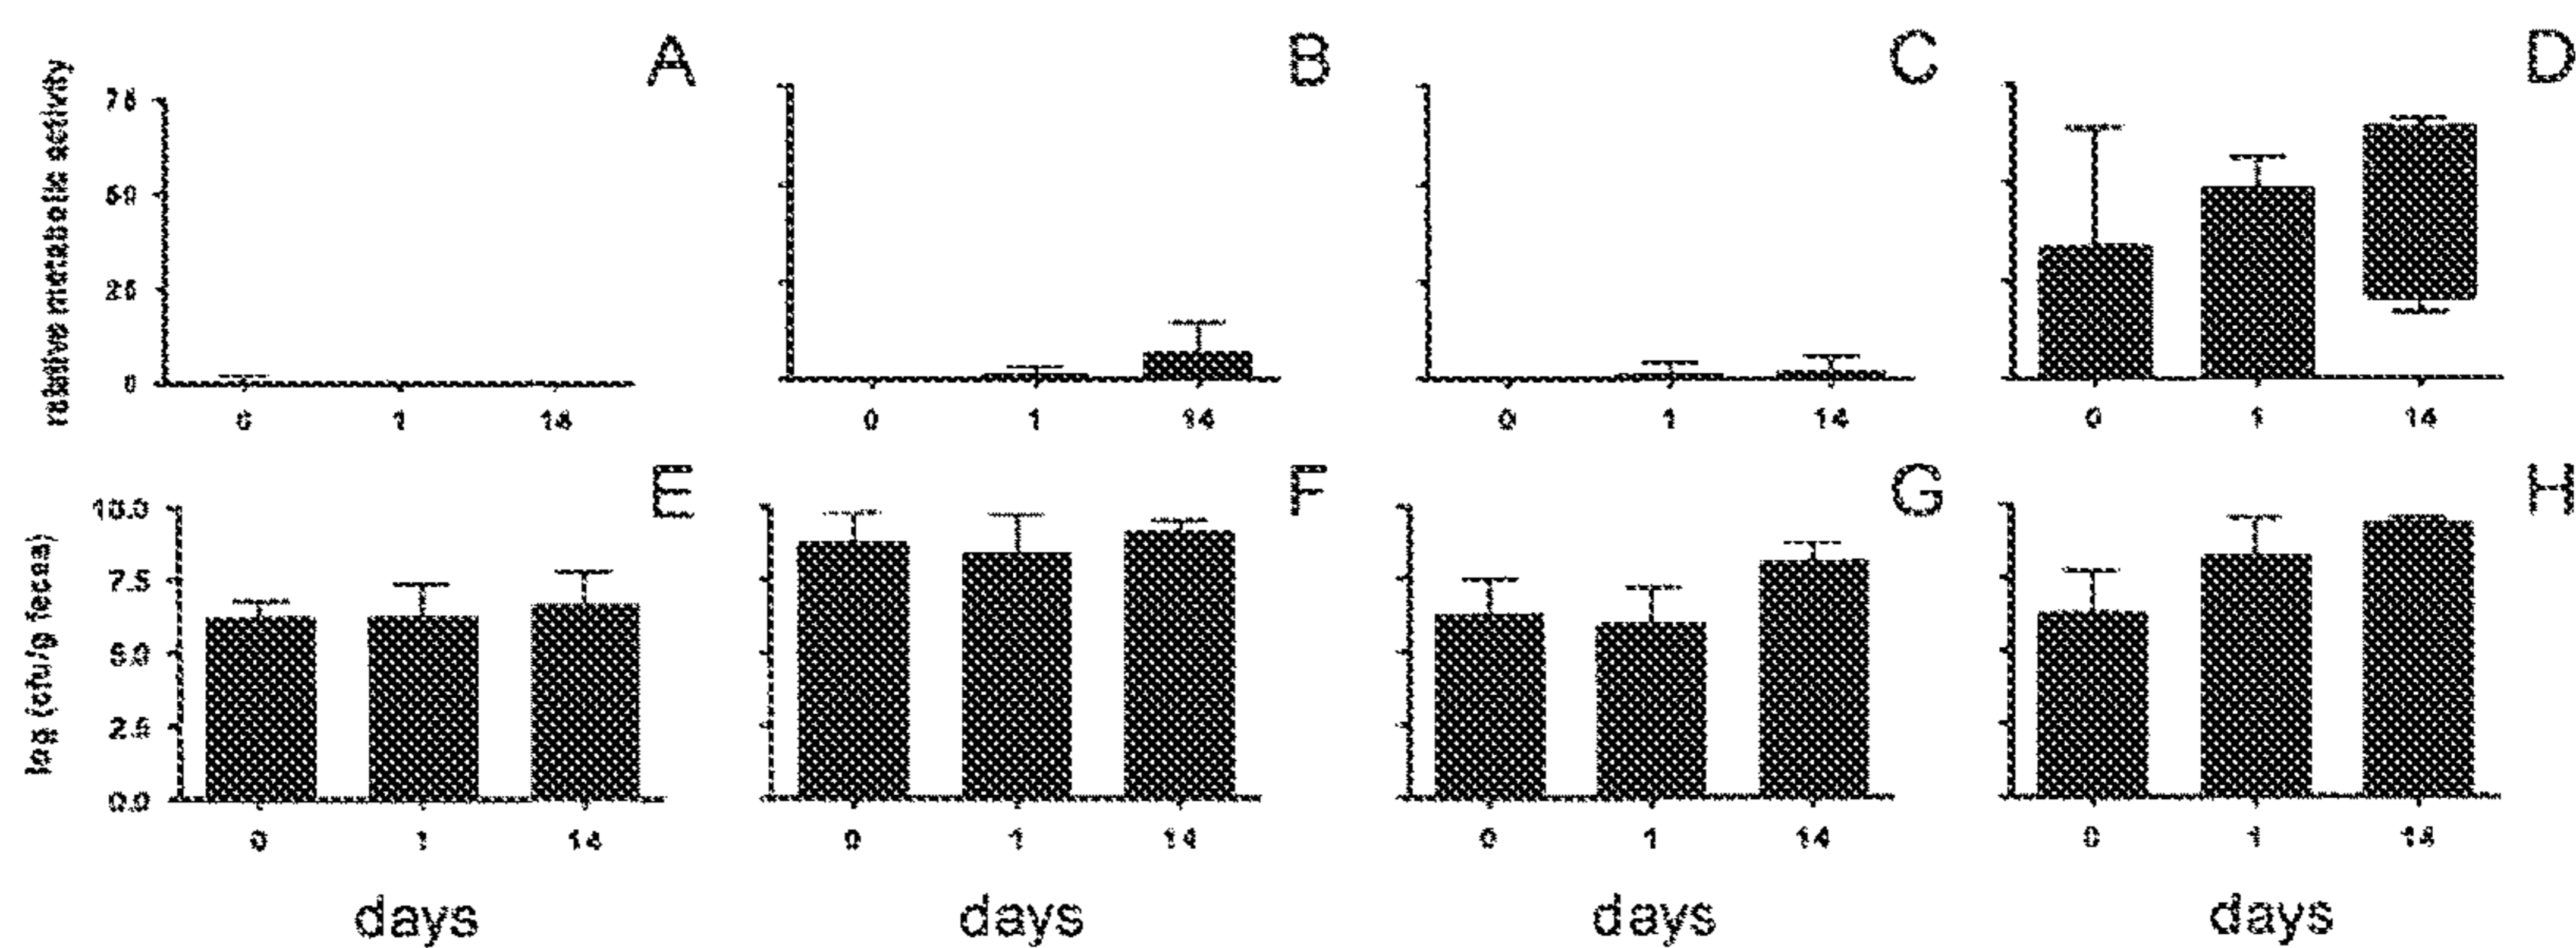 A B C D
relative metabolic activity
75
50
25
0
0 1 14 0 1 14 0 1 14 0 1 14
E F G H
log (cfu/g feces)
10.0
7.5
5.0
2.5
0.0
0 1 14 0 1 14 0 1 14 0 1 14
days days days days